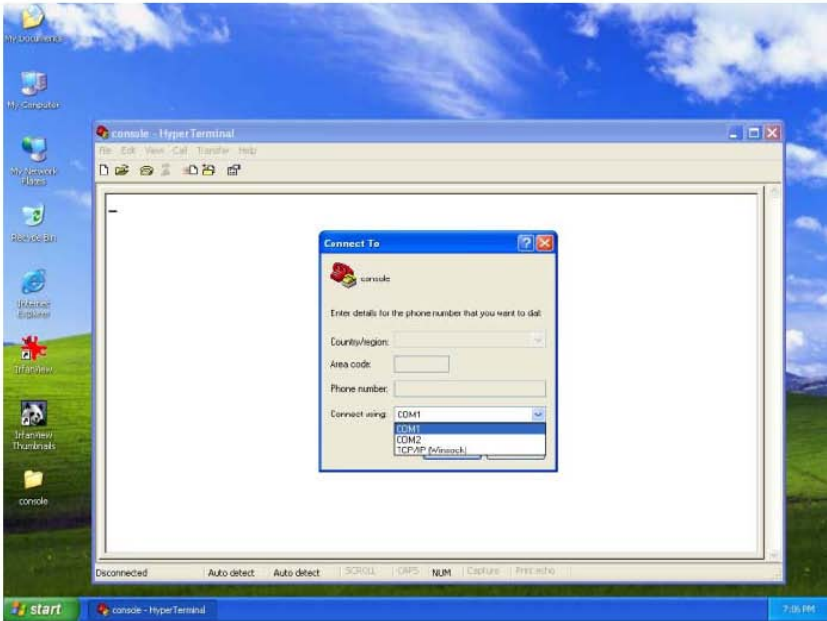 My Documents
My Computer
My Network
Places
Recycle Bin
Internet
Explorer
IrfanView
IrfanView
Thumbnails
console
console - HyperTerminal
File Edit View Call Transfer Help
Connect To
console
Enter details for the phone number that you want to dial:
Country/region:
Area code:
Phone number:
Connect using: COM1
COM1
COM2
TCP/IP (Winsock)
Disconnected Auto detect Auto detect SCROLL CAPS NUM Capture Print echo
start console - HyperTerminal 7:06 PM